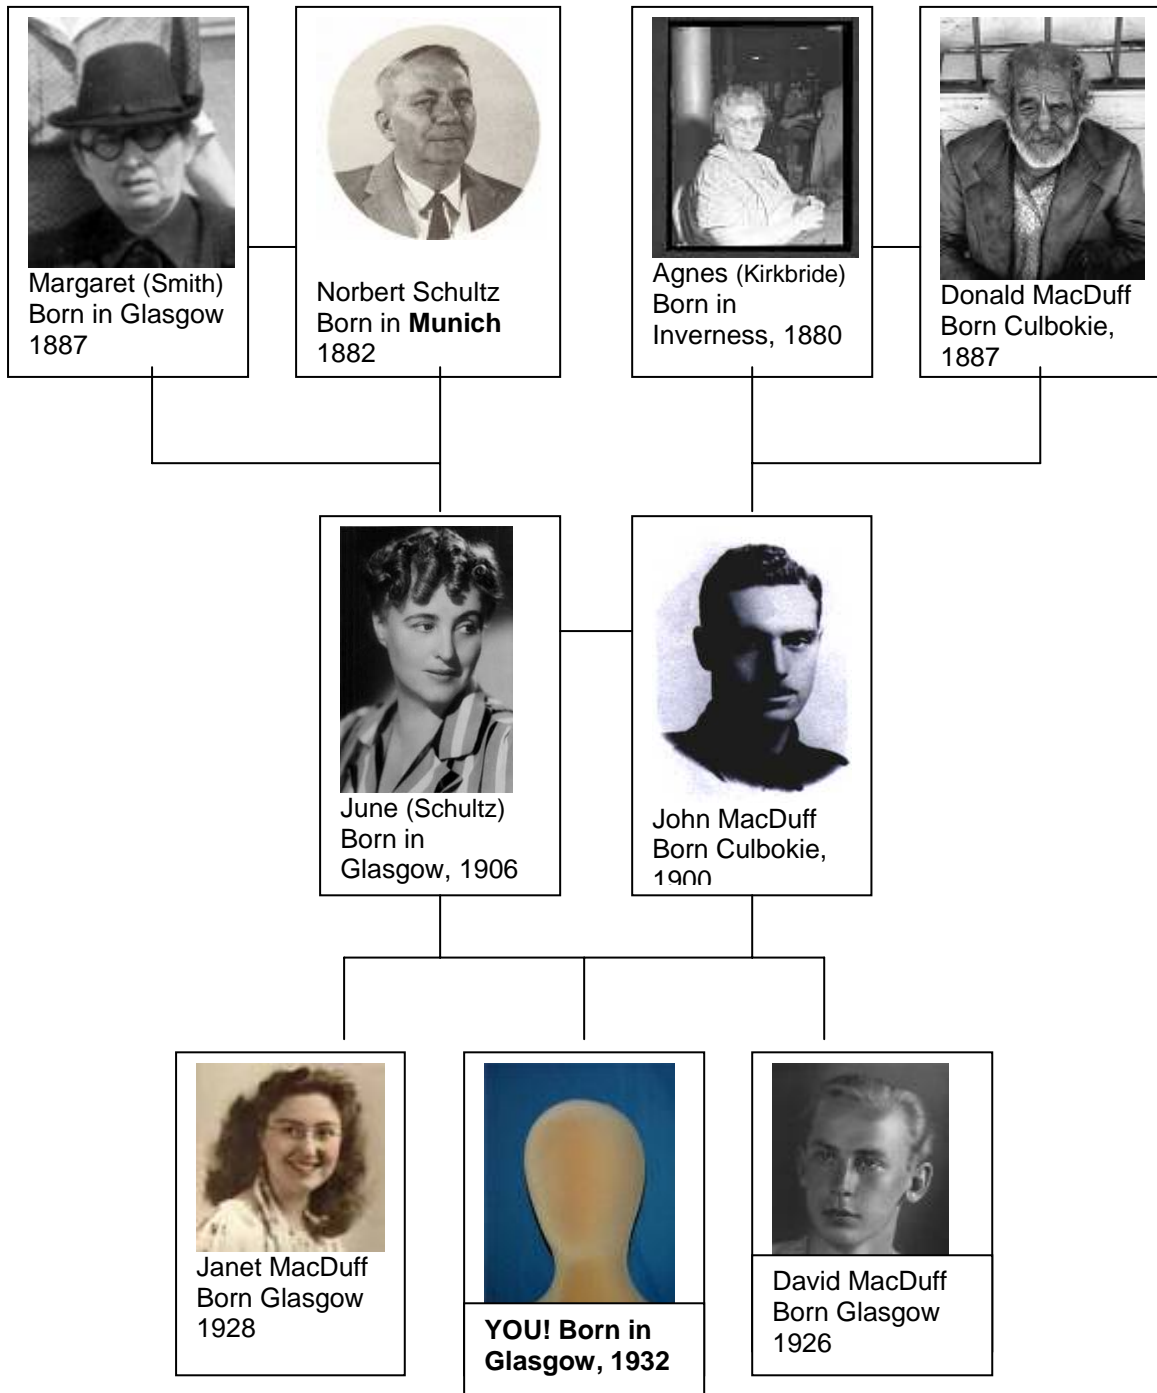 Margaret (Smith)
Born in Glasgow
1887
Norbert Schultz
Born in Munich
1882
Agnes (Kirkbride)
Born in
Inverness, 1880
Donald MacDuff
Born Culbokie,
1887
June (Schultz)
Born in
Glasgow, 1906
John MacDuff
Born Culbokie,
1900
Janet MacDuff
Born Glasgow
1928
YOU! Born in
Glasgow, 1932
David MacDuff
Born Glasgow
1926